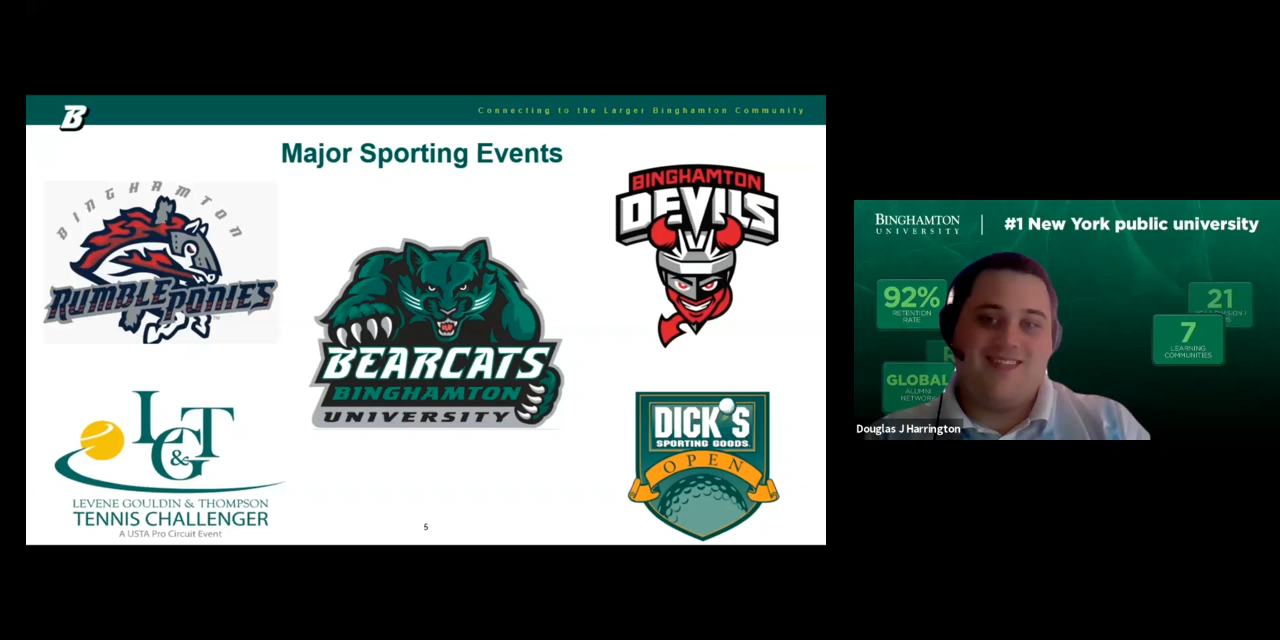 B
Connecting to the Larger Binghamton Community
Major Sporting Events
BINGHAMTON
RUMBLE PONIES
TM
BINGHAMTON
DEVILS
BEARCATS
BINGHAMTON
UNIVERSITY
LG&T
LEVENE GOULDIN & THOMPSON
TENNIS CHALLENGER
A USTA Pro Circuit Event
DICK'S
SPORTING GOODS
OPEN
5
BINGHAMTON
UNIVERSITY
#1 New York public university
92%
RETENTION
RATE
21
7
LEARNING
COMMUNITIES
GLOBAL
ALUMNI
NETWORK
Douglas J Harrington